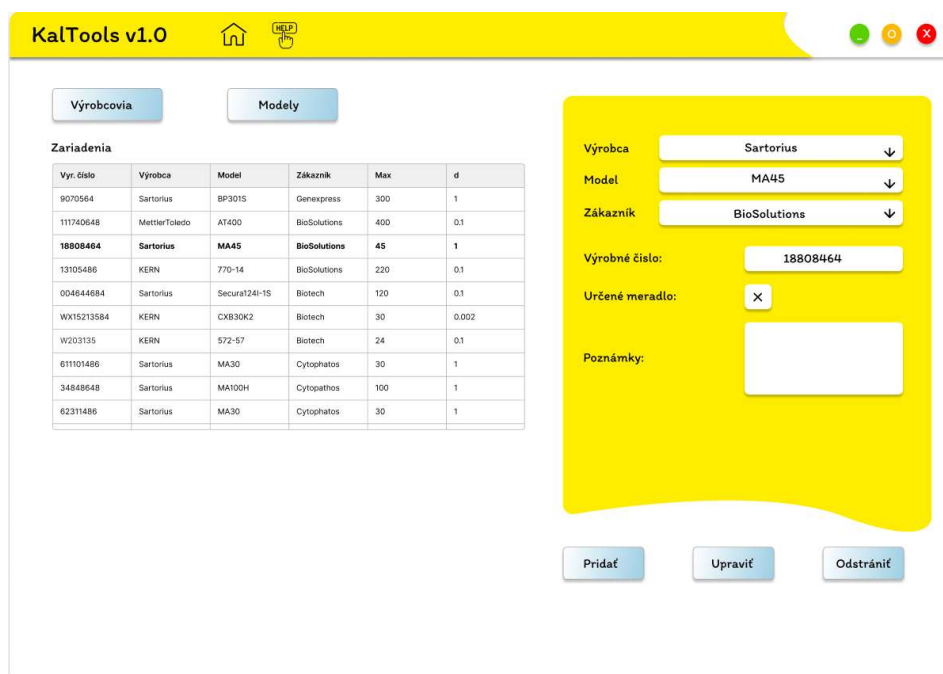 KalTools v1.0
HELP
_ O X
Výrobcovia
Modely
Zariadenia
Vyr. číslo Výrobca Model Zákazník Max d
9070564 Sartorius BP301S Genexpress 300 1
111740648 MettlerToledo AT400 BioSolutions 400 0.1
18808464 Sartorius MA45 BioSolutions 45 1
13105486 KERN 770-14 BioSolutions 220 0.1
004644684 Sartorius Secura124I-1S Biotech 120 0.1
WX15213584 KERN CXB30K2 Biotech 30 0.002
W203135 KERN 572-57 Biotech 24 0.1
611101486 Sartorius MA30 Cytophatos 30 1
34848648 Sartorius MA100H Cytopathos 100 1
62311486 Sartorius MA30 Cytophatos 30 1
Výrobca Sartorius
Model MA45
Zákazník BioSolutions
Výrobné čislo: 18808464
Určené meradlo: ×
Poznámky:
Pridať
Upraviť
Odstrániť